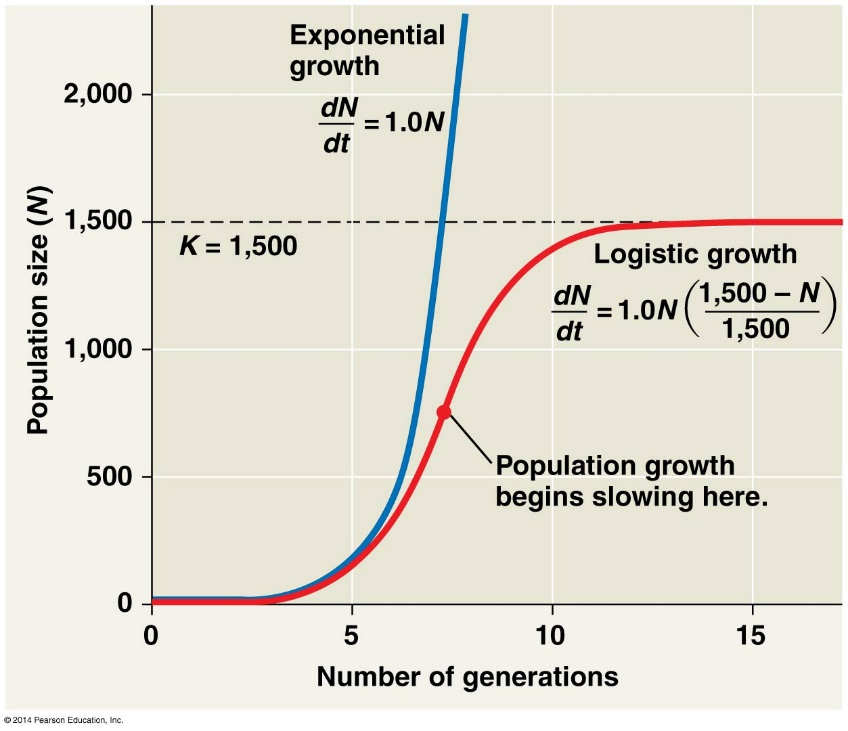 Exponential
growth
dN/dt = 1.0N
2,000
1,500
1,000
500
0
Population size (N)
K = 1,500
Logistic growth
dN/dt = 1.0N (1,500 – N / 1,500)
Population growth
begins slowing here.
0 5 10 15
Number of generations
© 2014 Pearson Education, Inc.